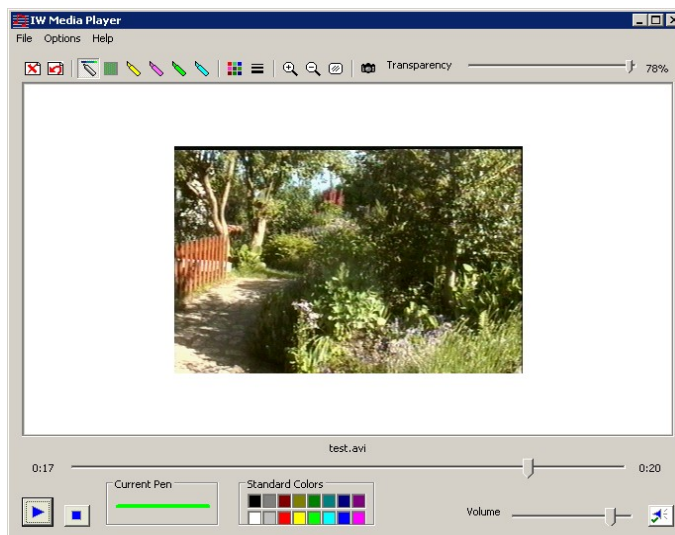 IW Media Player
File Options Help
Transparency 78%
test.avi
0:17 0:20
Current Pen Standard Colors
Volume